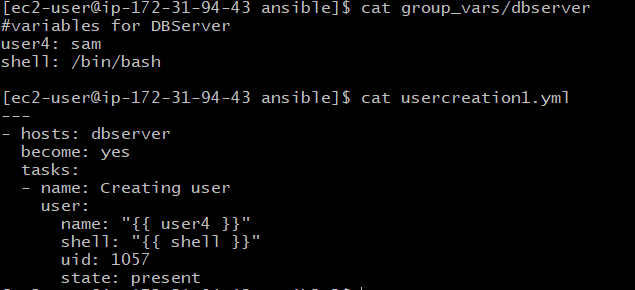 [ec2-user@ip-172-31-94-43 ansible]$ cat group_vars/dbserver
#variables for DBServer
user4: sam
shell: /bin/bash
[ec2-user@ip-172-31-94-43 ansible]$ cat usercreation1.yml
---
- hosts: dbserver
  become: yes
  tasks:
  - name: Creating user
    user:
      name: "{{ user4 }}"
      shell: "{{ shell }}"
      uid: 1057
      state: present